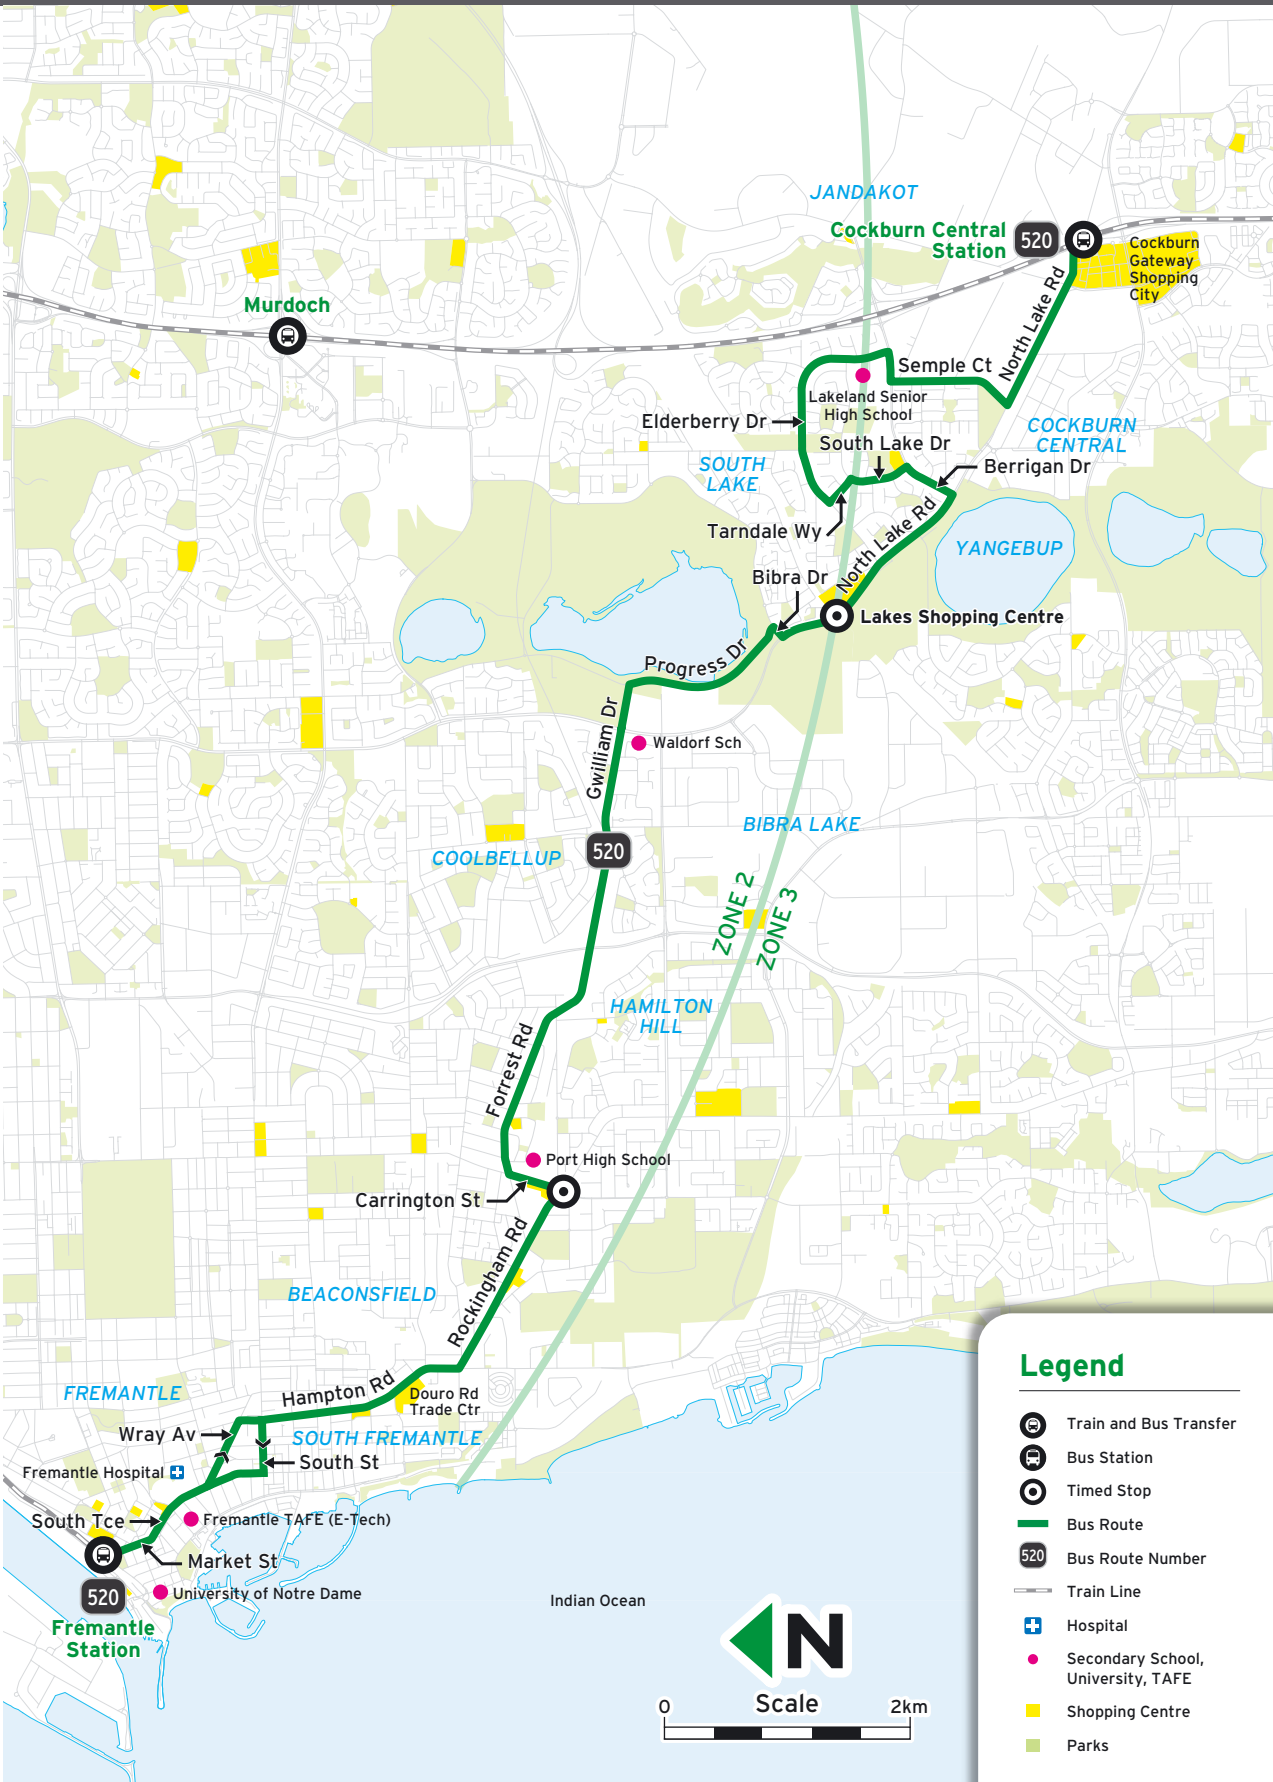 JANDAKOT
Cockburn Central
Station
520
Cockburn
Gateway
Shopping
City
North Lake Rd
Murdoch
Semple Ct
Lakeland Senior
High School
Elderberry Dr
South Lake Dr
COCKBURN
CENTRAL
SOUTH
LAKE
Berrigan Dr
Tarndale Wy
North Lake Rd
YANGEBUP
Bibra Dr
Lakes Shopping Centre
Progress Dr
Gwilliam Dr
Waldorf Sch
BIBRA LAKE
520
COOLBELLUP
ZONE 2
ZONE 3
HAMILTON
HILL
Forrest Rd
Port High School
Carrington St
Rockingham Rd
BEACONSFIELD
FREMANTLE
Hampton Rd
Douro Rd
Trade Ctr
Wray Av
SOUTH FREMANTLE
South St
Fremantle Hospital
South Tce
Fremantle TAFE (E-Tech)
Market St
520
University of Notre Dame
Fremantle
Station
Indian Ocean
N
Scale
0
2km
Legend
Train and Bus Transfer
Bus Station
Timed Stop
Bus Route
520
Bus Route Number
Train Line
Hospital
Secondary School,
University, TAFE
Shopping Centre
Parks